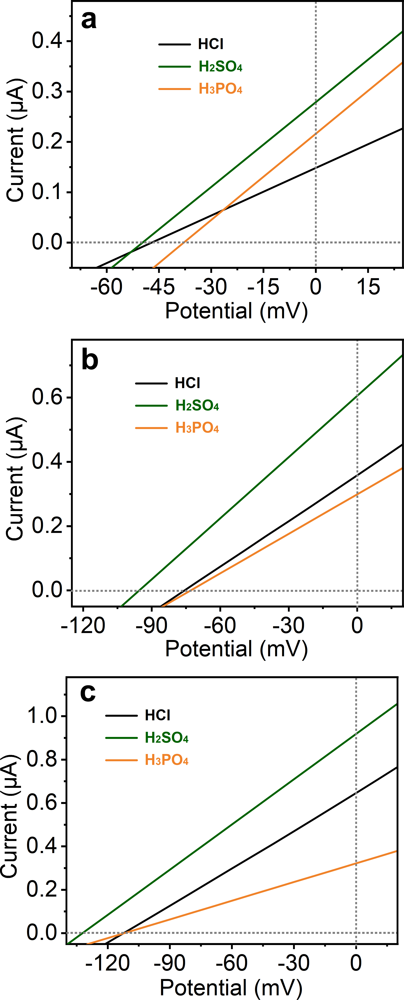 a
HCl
H2SO4
H3PO4
0.4
0.3
0.2
0.1
0.0
Current (µA)
-60 -45 -30 -15 0 15
Potential (mV)
b
HCl
H2SO4
H3PO4
0.6
0.4
0.2
0.0
Current (µA)
-120 -90 -60 -30 0
Potential (mV)
c
HCl
H2SO4
H3PO4
1.0
0.8
0.6
0.4
0.2
0.0
Current (µA)
-120 -90 -60 -30 0
Potential (mV)